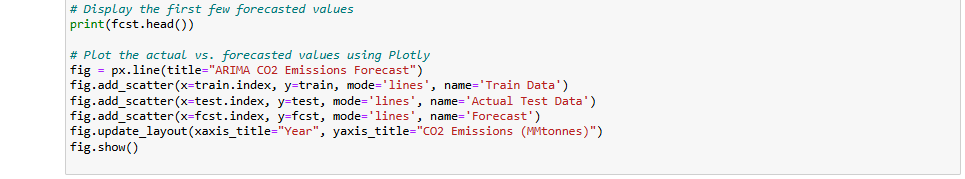 # Display the first few forecasted values
print(fcst.head())
# Plot the actual vs. forecasted values using Plotly
fig = px.line(title="ARIMA CO2 Emissions Forecast")
fig.add_scatter(x=train.index, y=train, mode='lines', name='Train Data')
fig.add_scatter(x=test.index, y=test, mode='lines', name='Actual Test Data')
fig.add_scatter(x=fcst.index, y=fcst, mode='lines', name='Forecast')
fig.update_layout(xaxis_title="Year", yaxis_title="CO2 Emissions (MMtonnes)")
fig.show()